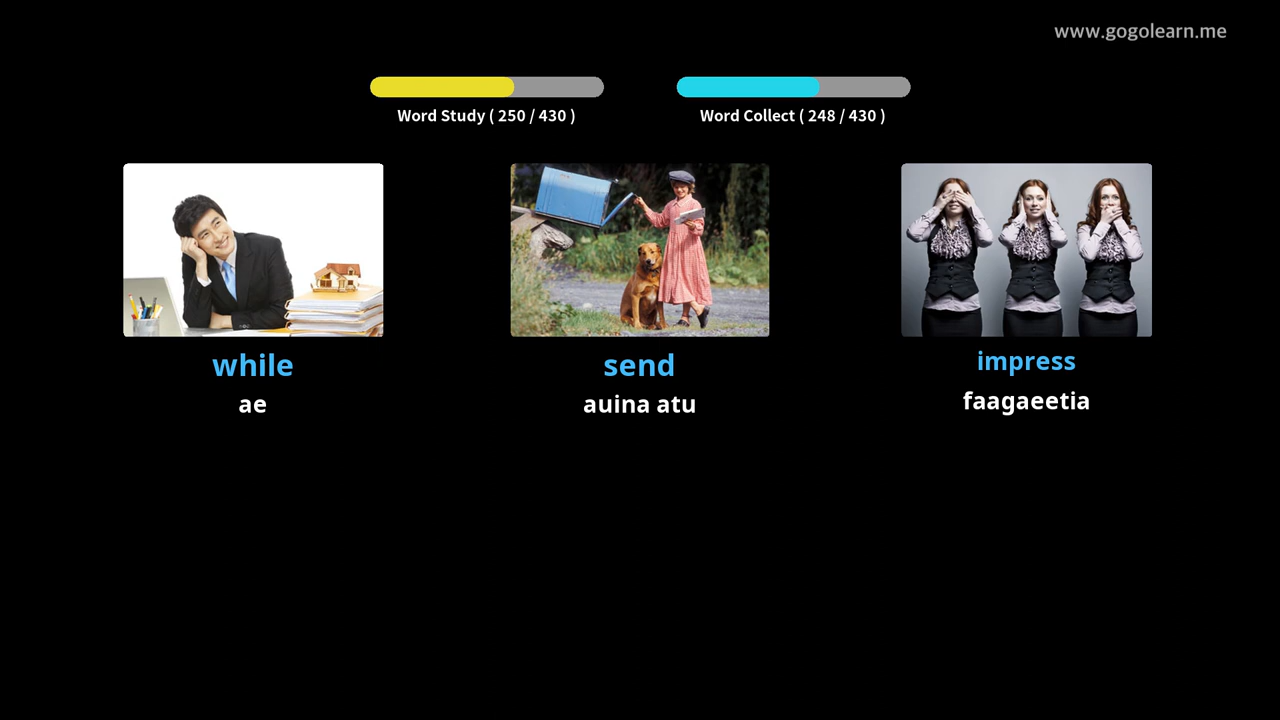 www.gogolearn.me
Word Study ( 250 / 430 )
Word Collect ( 248 / 430 )
while
ae
send
auina atu
impress
faagaeetia